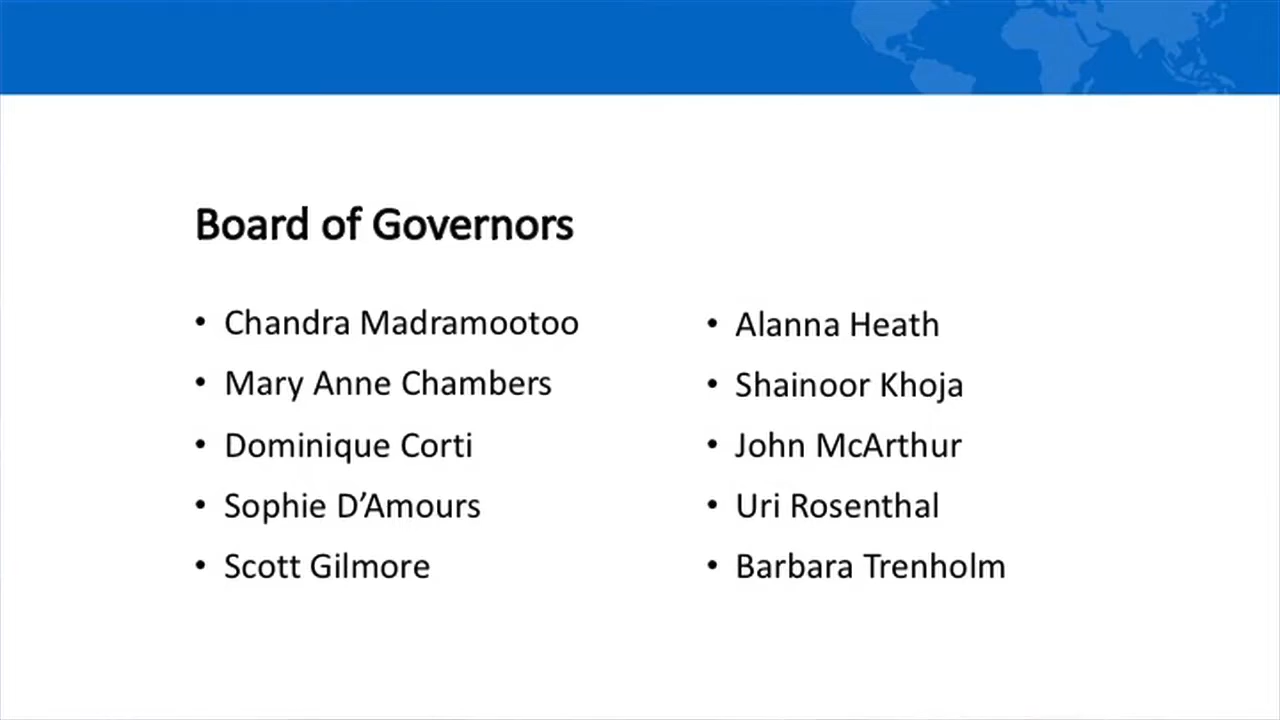 Board of Governors
• Chandra Madramootoo
• Mary Anne Chambers
• Dominique Corti
• Sophie D’Amours
• Scott Gilmore
• Alanna Heath
• Shainoor Khoja
• John McArthur
• Uri Rosenthal
• Barbara Trenholm